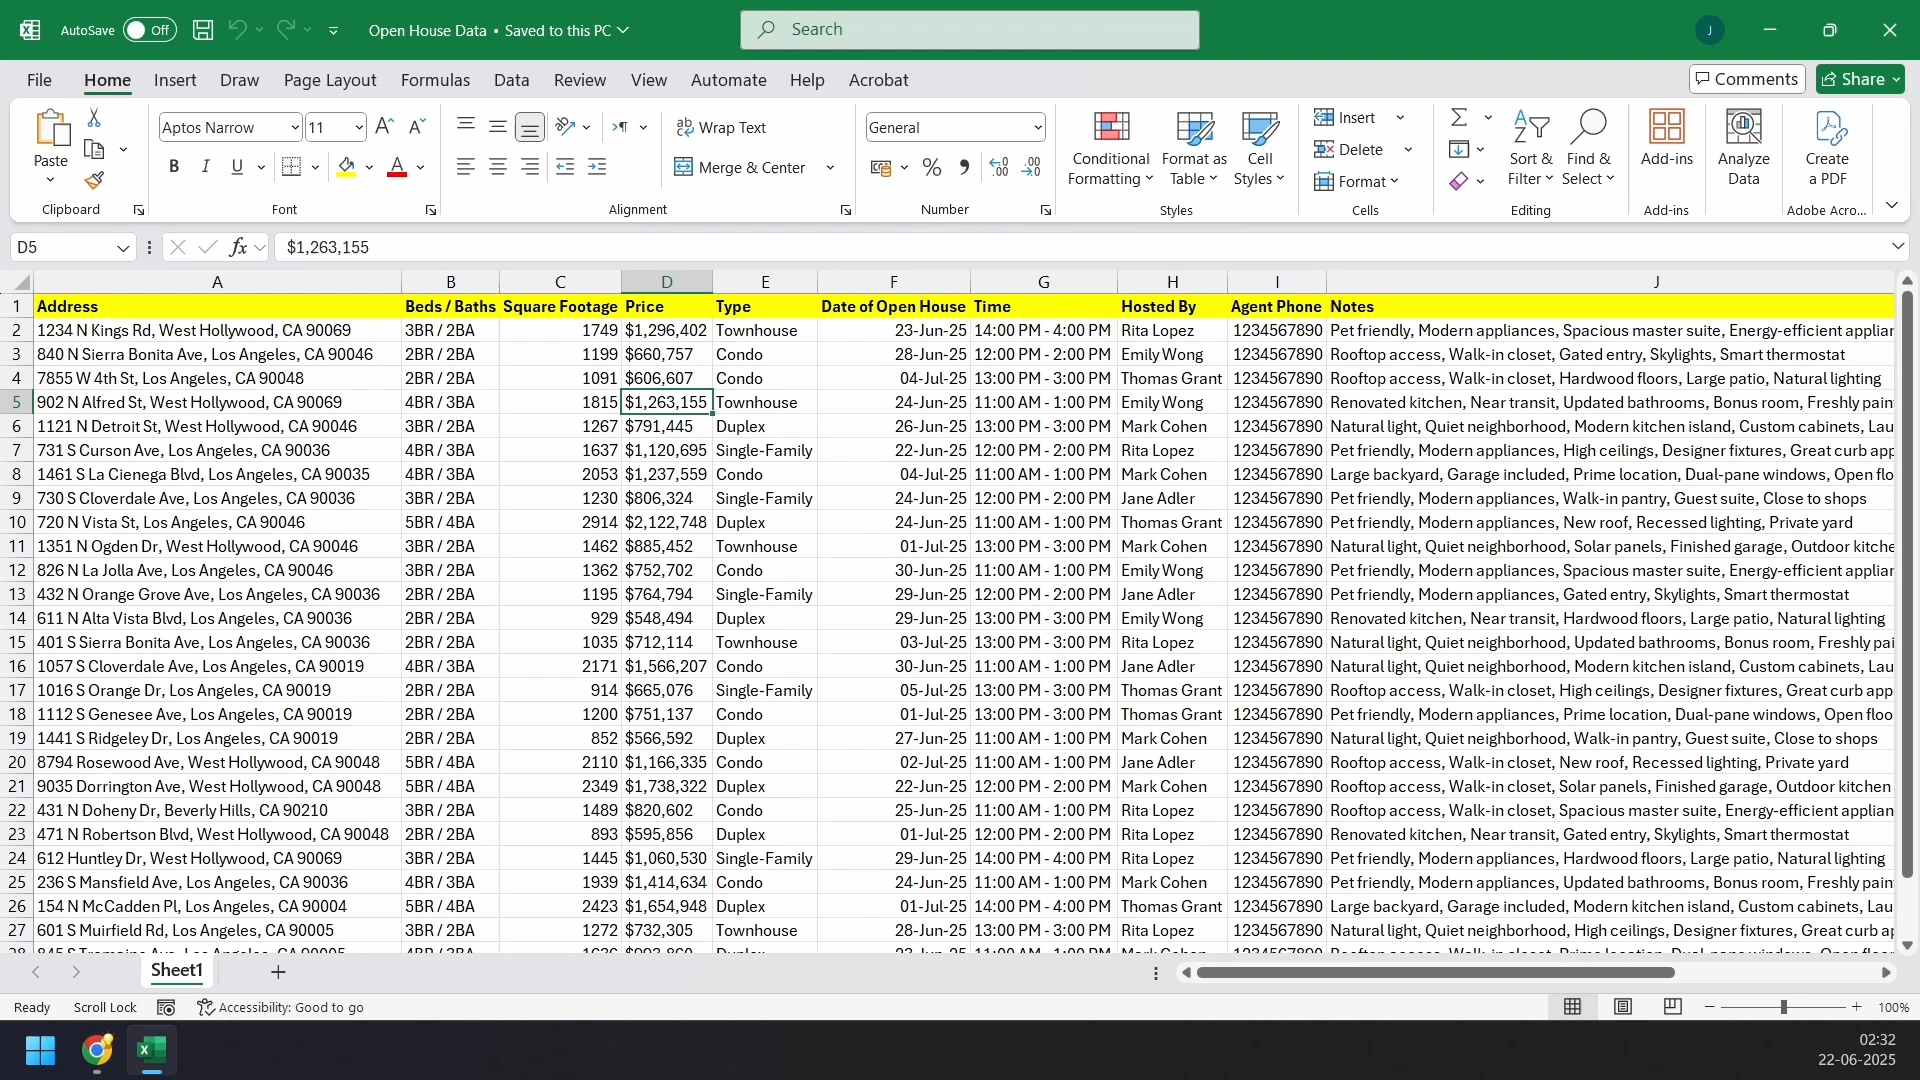 AutoSave Off Open House Data • Saved to this PC Search J
File Home Insert Draw Page Layout Formulas Data Review View Automate Help Acrobat Comments Share
Paste Clipboard
Aptos Narrow 11 B I U A Font
Wrap Text Merge & Center Alignment
General % Number
Conditional Formatting Format as Table Cell Styles Styles
Insert Delete Format Cells
Sort & Filter Find & Select Editing
Add-ins Add-ins
Analyze Data
Create a PDF Adobe Acro...
D5 fx $1,263,155
A B C D E F G H I J
1 Address Beds / Baths Square Footage Price Type Date of Open House Time Hosted By Agent Phone Notes
2 1234 N Kings Rd, West Hollywood, CA 90069 3BR / 2BA 1749 $1,296,402 Townhouse 23-Jun-25 14:00 PM - 4:00 PM Rita Lopez 1234567890 Pet friendly, Modern appliances, Spacious master suite, Energy-efficient applian
3 840 N Sierra Bonita Ave, Los Angeles, CA 90046 2BR / 2BA 1199 $660,757 Condo 28-Jun-25 12:00 PM - 2:00 PM Emily Wong 1234567890 Rooftop access, Walk-in closet, Gated entry, Skylights, Smart thermostat
4 7855 W 4th St, Los Angeles, CA 90048 2BR / 2BA 1091 $606,607 Condo 04-Jul-25 13:00 PM - 3:00 PM Thomas Grant 1234567890 Rooftop access, Walk-in closet, Hardwood floors, Large patio, Natural lighting
5 902 N Alfred St, West Hollywood, CA 90069 4BR / 3BA 1815 $1,263,155 Townhouse 24-Jun-25 11:00 AM - 1:00 PM Emily Wong 1234567890 Renovated kitchen, Near transit, Updated bathrooms, Bonus room, Freshly pain
6 1121 N Detroit St, West Hollywood, CA 90046 3BR / 2BA 1267 $791,445 Duplex 26-Jun-25 13:00 PM - 3:00 PM Mark Cohen 1234567890 Natural light, Quiet neighborhood, Modern kitchen island, Custom cabinets, Lau
7 731 S Curson Ave, Los Angeles, CA 90036 4BR / 3BA 1637 $1,120,695 Single-Family 22-Jun-25 12:00 PM - 2:00 PM Rita Lopez 1234567890 Pet friendly, Modern appliances, High ceilings, Designer fixtures, Great curb app
8 1461 S La Cienega Blvd, Los Angeles, CA 90035 4BR / 3BA 2053 $1,237,559 Condo 04-Jul-25 11:00 AM - 1:00 PM Mark Cohen 1234567890 Large backyard, Garage included, Prime location, Dual-pane windows, Open flo
9 730 S Cloverdale Ave, Los Angeles, CA 90036 3BR / 2BA 1230 $806,324 Single-Family 24-Jun-25 12:00 PM - 2:00 PM Jane Adler 1234567890 Pet friendly, Modern appliances, Walk-in pantry, Guest suite, Close to shops
10 720 N Vista St, Los Angeles, CA 90046 5BR / 4BA 2914 $2,122,748 Duplex 24-Jun-25 11:00 AM - 1:00 PM Thomas Grant 1234567890 Pet friendly, Modern appliances, New roof, Recessed lighting, Private yard
11 1351 N Ogden Dr, West Hollywood, CA 90046 3BR / 2BA 1462 $885,452 Townhouse 01-Jul-25 13:00 PM - 3:00 PM Mark Cohen 1234567890 Natural light, Quiet neighborhood, Solar panels, Finished garage, Outdoor kitche
12 826 N La Jolla Ave, Los Angeles, CA 90046 3BR / 2BA 1362 $752,702 Condo 30-Jun-25 11:00 AM - 1:00 PM Emily Wong 1234567890 Pet friendly, Modern appliances, Spacious master suite, Energy-efficient applian
13 432 N Orange Grove Ave, Los Angeles, CA 90036 2BR / 2BA 1195 $764,794 Single-Family 29-Jun-25 12:00 PM - 2:00 PM Jane Adler 1234567890 Pet friendly, Modern appliances, Gated entry, Skylights, Smart thermostat
14 611 N Alta Vista Blvd, Los Angeles, CA 90036 2BR / 2BA 929 $548,494 Duplex 29-Jun-25 13:00 PM - 3:00 PM Emily Wong 1234567890 Renovated kitchen, Near transit, Hardwood floors, Large patio, Natural lighting
15 401 S Sierra Bonita Ave, Los Angeles, CA 90036 2BR / 2BA 1035 $712,114 Townhouse 03-Jul-25 13:00 PM - 3:00 PM Rita Lopez 1234567890 Natural light, Quiet neighborhood, Updated bathrooms, Bonus room, Freshly pai
16 1057 S Cloverdale Ave, Los Angeles, CA 90019 4BR / 3BA 2171 $1,566,207 Condo 30-Jun-25 11:00 AM - 1:00 PM Jane Adler 1234567890 Natural light, Quiet neighborhood, Modern kitchen island, Custom cabinets, Lau
17 1016 S Orange Dr, Los Angeles, CA 90019 2BR / 2BA 914 $665,076 Single-Family 05-Jul-25 13:00 PM - 3:00 PM Thomas Grant 1234567890 Rooftop access, Walk-in closet, High ceilings, Designer fixtures, Great curb app
18 1112 S Genesee Ave, Los Angeles, CA 90019 2BR / 2BA 1200 $751,137 Condo 01-Jul-25 13:00 PM - 3:00 PM Thomas Grant 1234567890 Pet friendly, Modern appliances, Prime location, Dual-pane windows, Open floo
19 1441 S Ridgeley Dr, Los Angeles, CA 90019 2BR / 2BA 852 $566,592 Duplex 27-Jun-25 11:00 AM - 1:00 PM Mark Cohen 1234567890 Natural light, Quiet neighborhood, Walk-in pantry, Guest suite, Close to shops
20 8794 Rosewood Ave, West Hollywood, CA 90048 5BR / 4BA 2110 $1,166,335 Condo 02-Jul-25 11:00 AM - 1:00 PM Jane Adler 1234567890 Rooftop access, Walk-in closet, New roof, Recessed lighting, Private yard
21 9035 Dorrington Ave, West Hollywood, CA 90048 5BR / 4BA 2349 $1,738,322 Duplex 22-Jun-25 12:00 PM - 2:00 PM Mark Cohen 1234567890 Rooftop access, Walk-in closet, Solar panels, Finished garage, Outdoor kitchen
22 431 N Doheny Dr, Beverly Hills, CA 90210 3BR / 2BA 1489 $820,602 Condo 25-Jun-25 11:00 AM - 1:00 PM Rita Lopez 1234567890 Rooftop access, Walk-in closet, Spacious master suite, Energy-efficient applian
23 471 N Robertson Blvd, West Hollywood, CA 90048 2BR / 2BA 893 $595,856 Duplex 01-Jul-25 12:00 PM - 2:00 PM Rita Lopez 1234567890 Renovated kitchen, Near transit, Gated entry, Skylights, Smart thermostat
24 612 Huntley Dr, West Hollywood, CA 90069 3BR / 2BA 1445 $1,060,530 Single-Family 29-Jun-25 14:00 PM - 4:00 PM Rita Lopez 1234567890 Pet friendly, Modern appliances, Hardwood floors, Large patio, Natural lighting
25 236 S Mansfield Ave, Los Angeles, CA 90036 4BR / 3BA 1939 $1,414,634 Condo 24-Jun-25 11:00 AM - 1:00 PM Mark Cohen 1234567890 Pet friendly, Modern appliances, Updated bathrooms, Bonus room, Freshly pain
26 154 N McCadden Pl, Los Angeles, CA 90004 5BR / 4BA 2423 $1,654,948 Duplex 01-Jul-25 14:00 PM - 4:00 PM Thomas Grant 1234567890 Large backyard, Garage included, Modern kitchen island, Custom cabinets, Lau
27 601 S Muirfield Rd, Los Angeles, CA 90005 3BR / 2BA 1272 $732,305 Townhouse 28-Jun-25 13:00 PM - 3:00 PM Rita Lopez 1234567890 Natural light, Quiet neighborhood, High ceilings, Designer fixtures, Great curb ap
Sheet1
Ready Scroll Lock Accessibility: Good to go 100%
02:32
22-06-2025